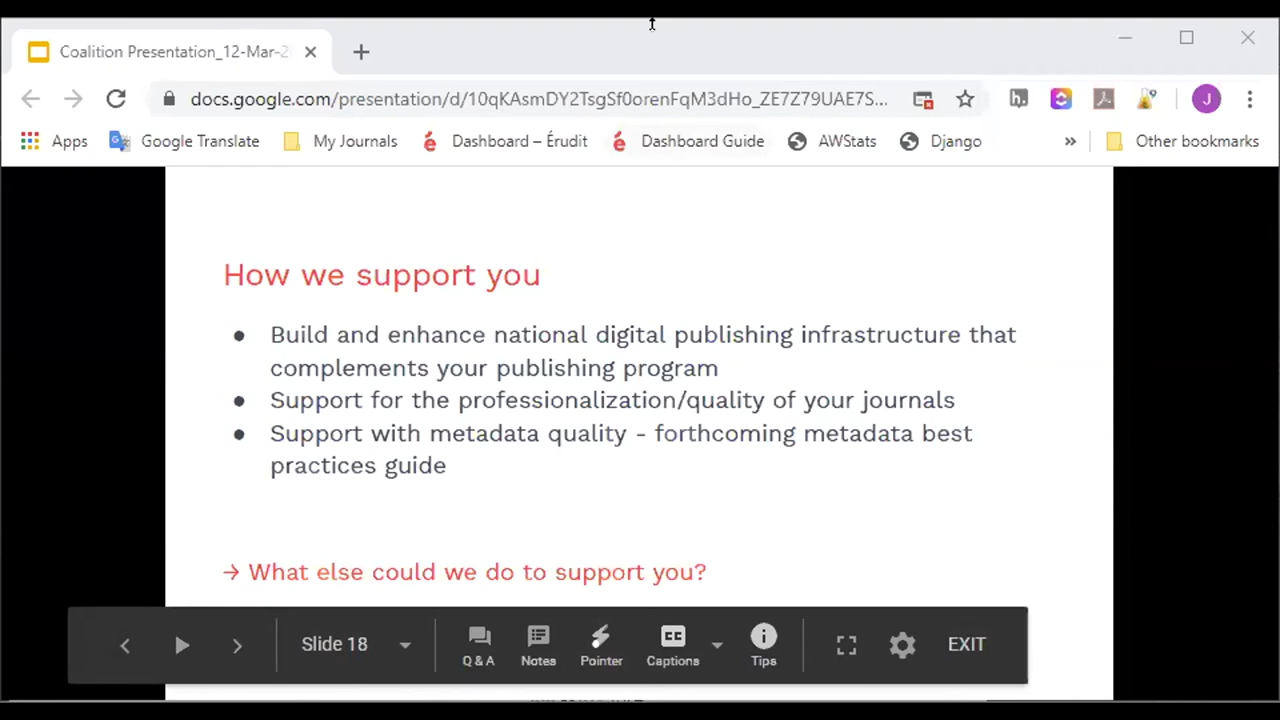 Coalition Presentation_12-Mar-2
docs.google.com/presentation/d/10qKAsmDY2TsgSf0orenFqM3dHo_ZE7Z79UAE7S...
J
Apps Google Translate My Journals Dashboard – Érudit Dashboard Guide AWStats Django » Other bookmarks
How we support you
● Build and enhance national digital publishing infrastructure that
complements your publishing program
● Support for the professionalization/quality of your journals
● Support with metadata quality - forthcoming metadata best
practices guide
→ What else could we do to support you?
Slide 18 Q & A Notes Pointer CC Captions Tips EXIT